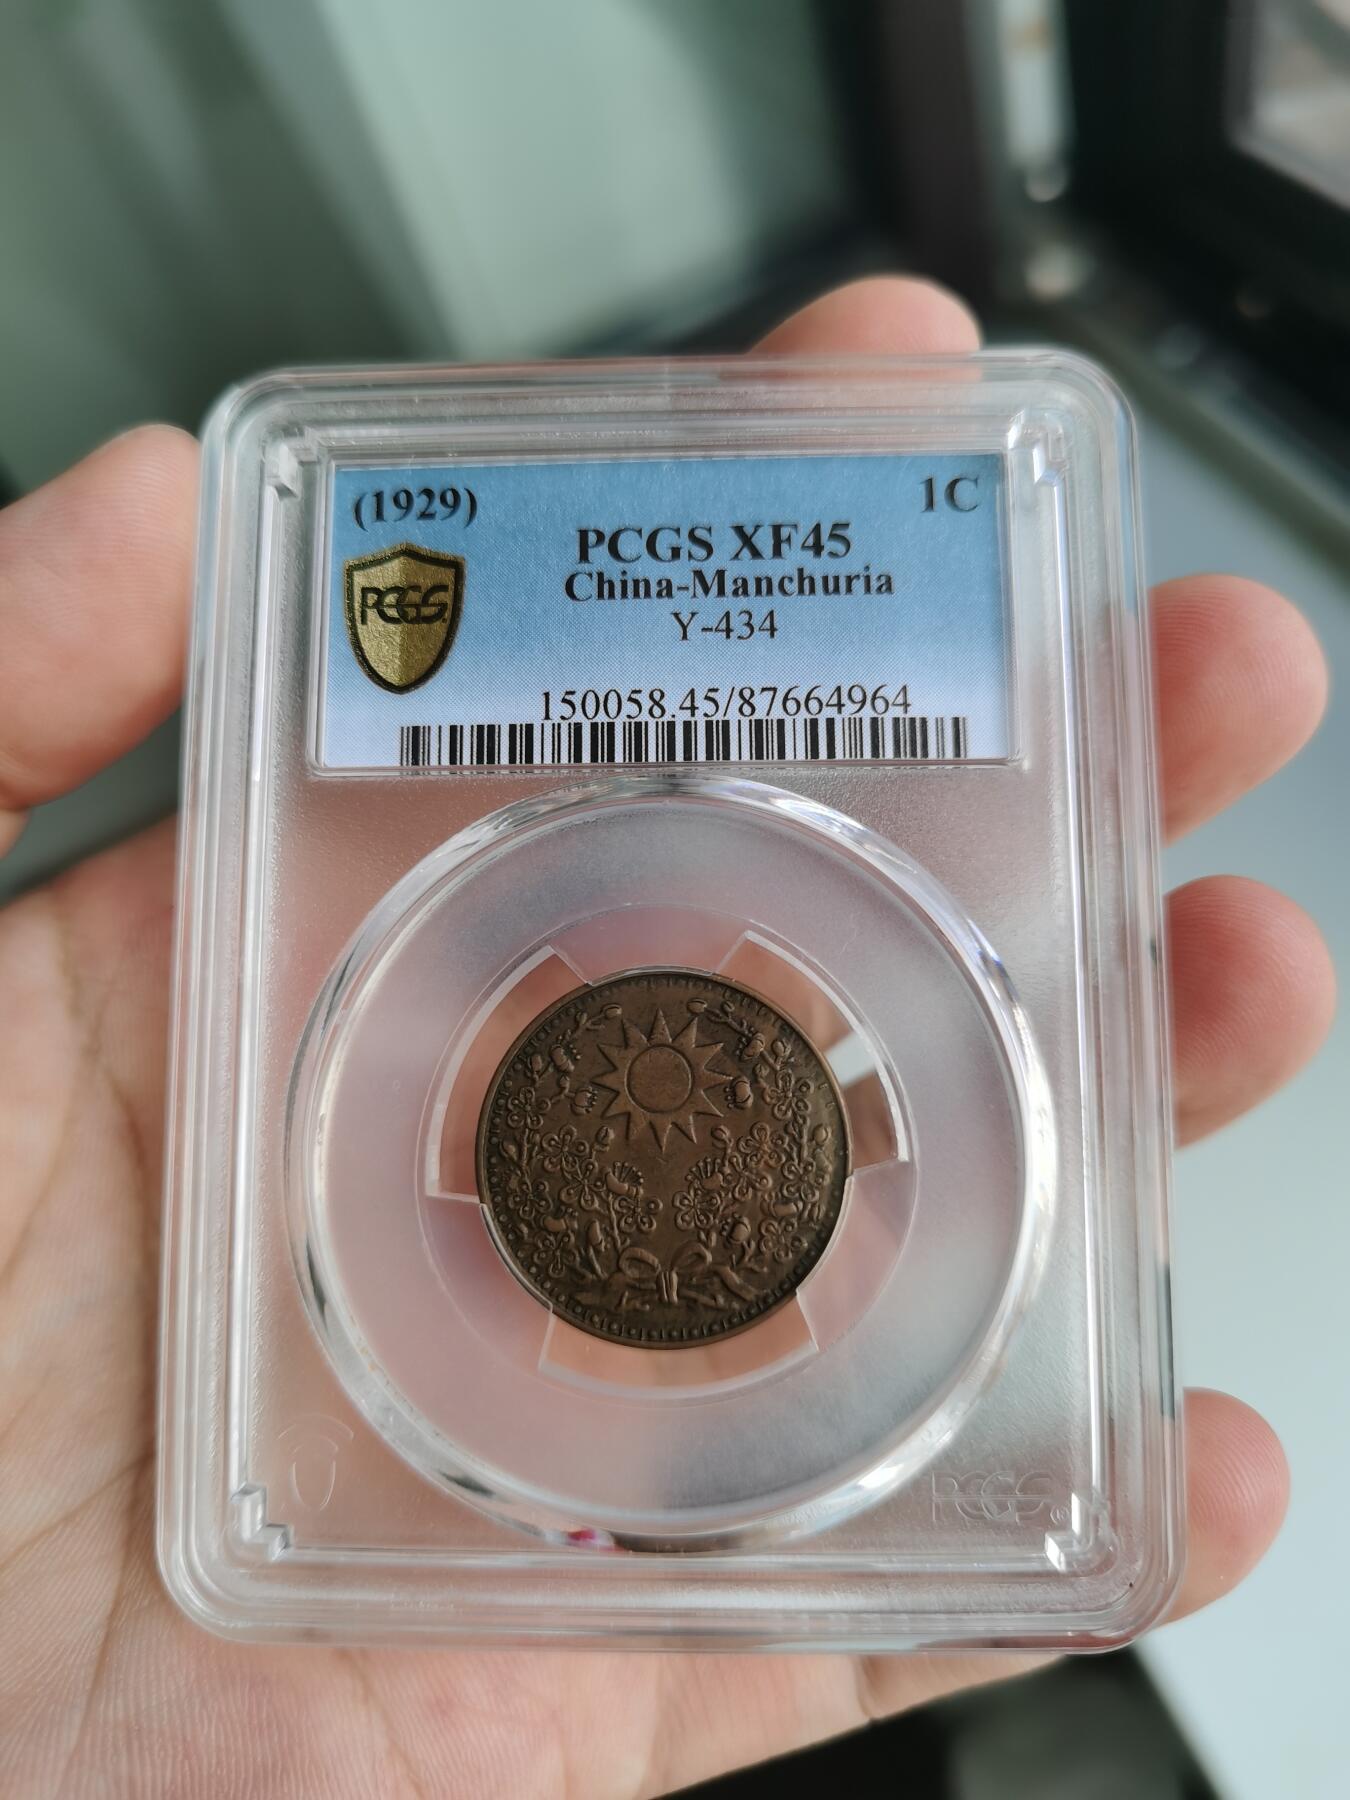 (1929) 1C
PCGS XF45
China-Manchuria
PCGS
Y-434
150058.45/87664964
PCGS